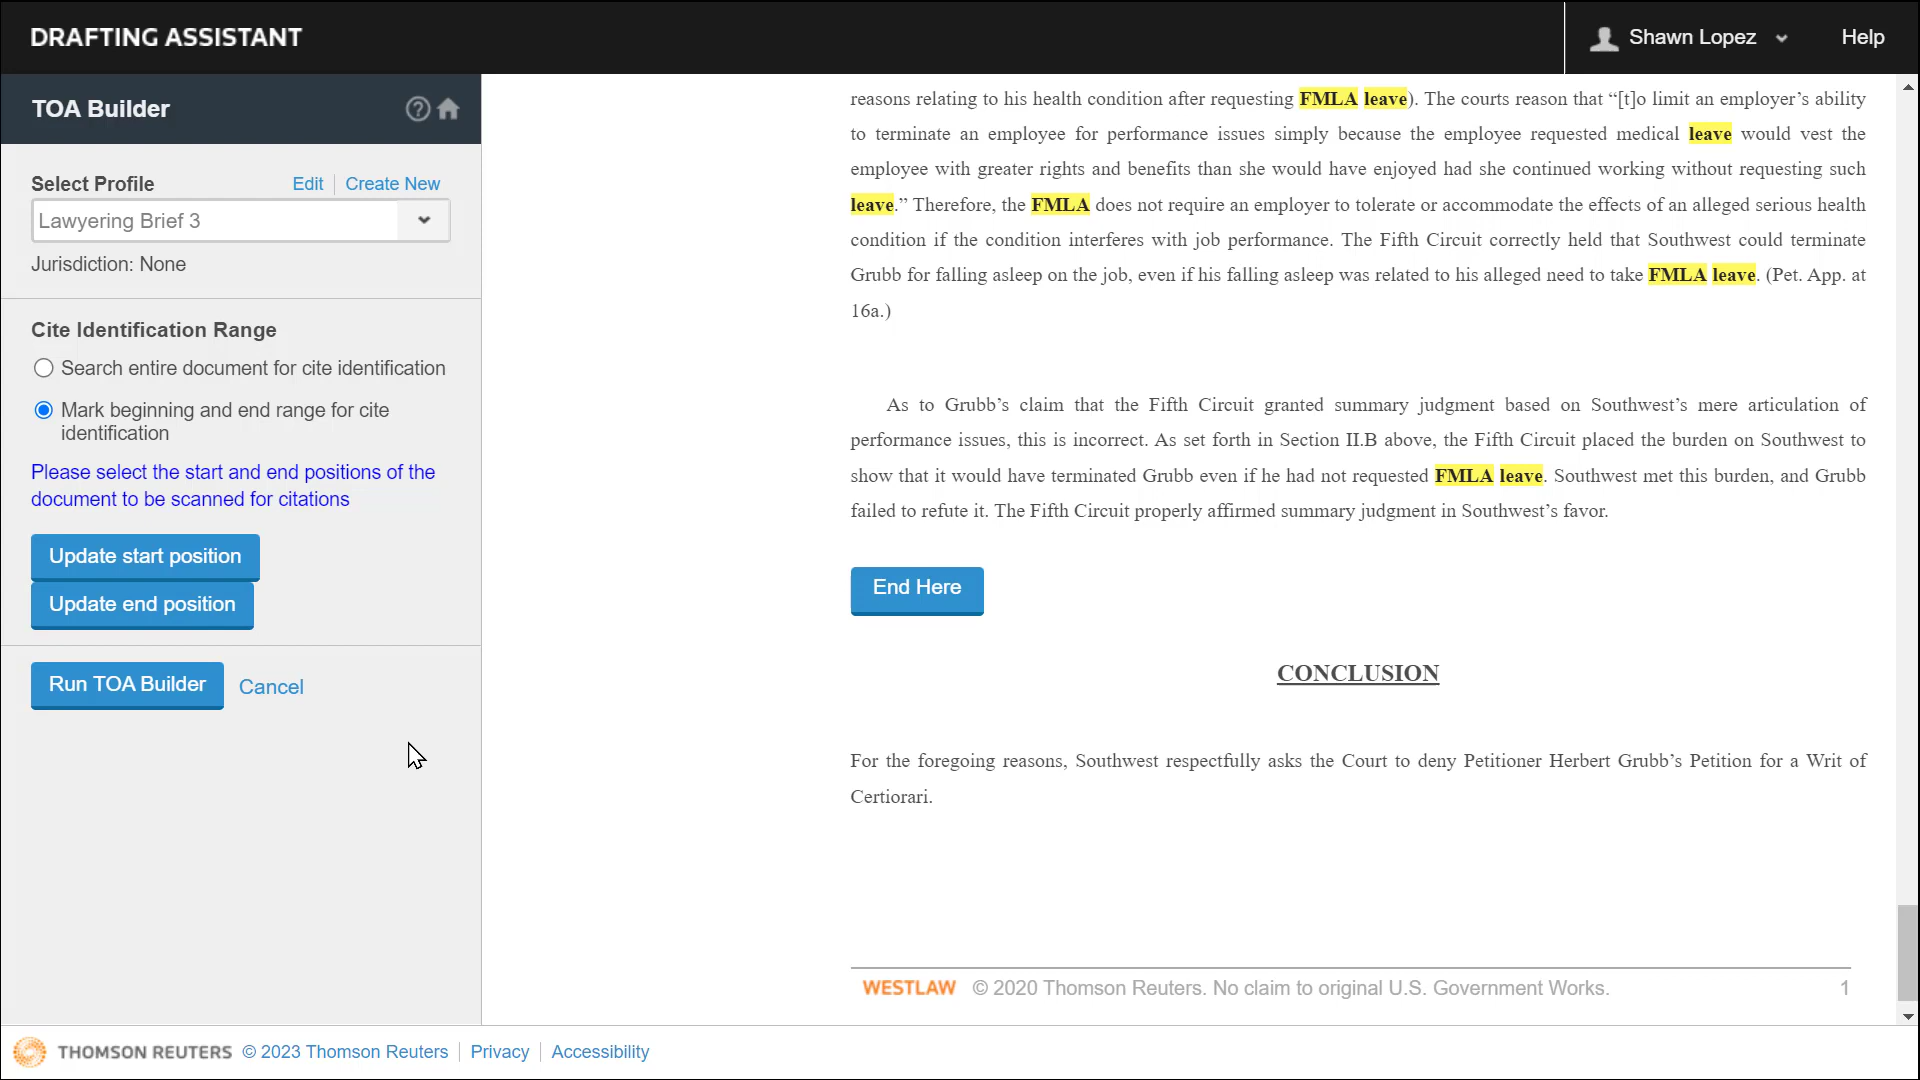 DRAFTING ASSISTANT
Shawn Lopez
Help
TOA Builder
Select Profile
Edit
Create New
Lawyering Brief 3
Jurisdiction: None
Cite Identification Range
Search entire document for cite identification
Mark beginning and end range for cite
identification
Please select the start and end positions of the
document to be scanned for citations
Update start position
Update end position
Run TOA Builder
Cancel
reasons relating to his health condition after requesting FMLA leave). The courts reason that “[t]o limit an employer’s ability
to terminate an employee for performance issues simply because the employee requested medical leave would vest the
employee with greater rights and benefits than she would have enjoyed had she continued working without requesting such
leave.” Therefore, the FMLA does not require an employer to tolerate or accommodate the effects of an alleged serious health
condition if the condition interferes with job performance. The Fifth Circuit correctly held that Southwest could terminate
Grubb for falling asleep on the job, even if his falling asleep was related to his alleged need to take FMLA leave. (Pet. App. at
16a.)
As to Grubb’s claim that the Fifth Circuit granted summary judgment based on Southwest’s mere articulation of
performance issues, this is incorrect. As set forth in Section II.B above, the Fifth Circuit placed the burden on Southwest to
show that it would have terminated Grubb even if he had not requested FMLA leave. Southwest met this burden, and Grubb
failed to refute it. The Fifth Circuit properly affirmed summary judgment in Southwest’s favor.
End Here
CONCLUSION
For the foregoing reasons, Southwest respectfully asks the Court to deny Petitioner Herbert Grubb’s Petition for a Writ of
Certiorari.
WESTLAW © 2020 Thomson Reuters. No claim to original U.S. Government Works. 1
THOMSON REUTERS © 2023 Thomson Reuters Privacy Accessibility